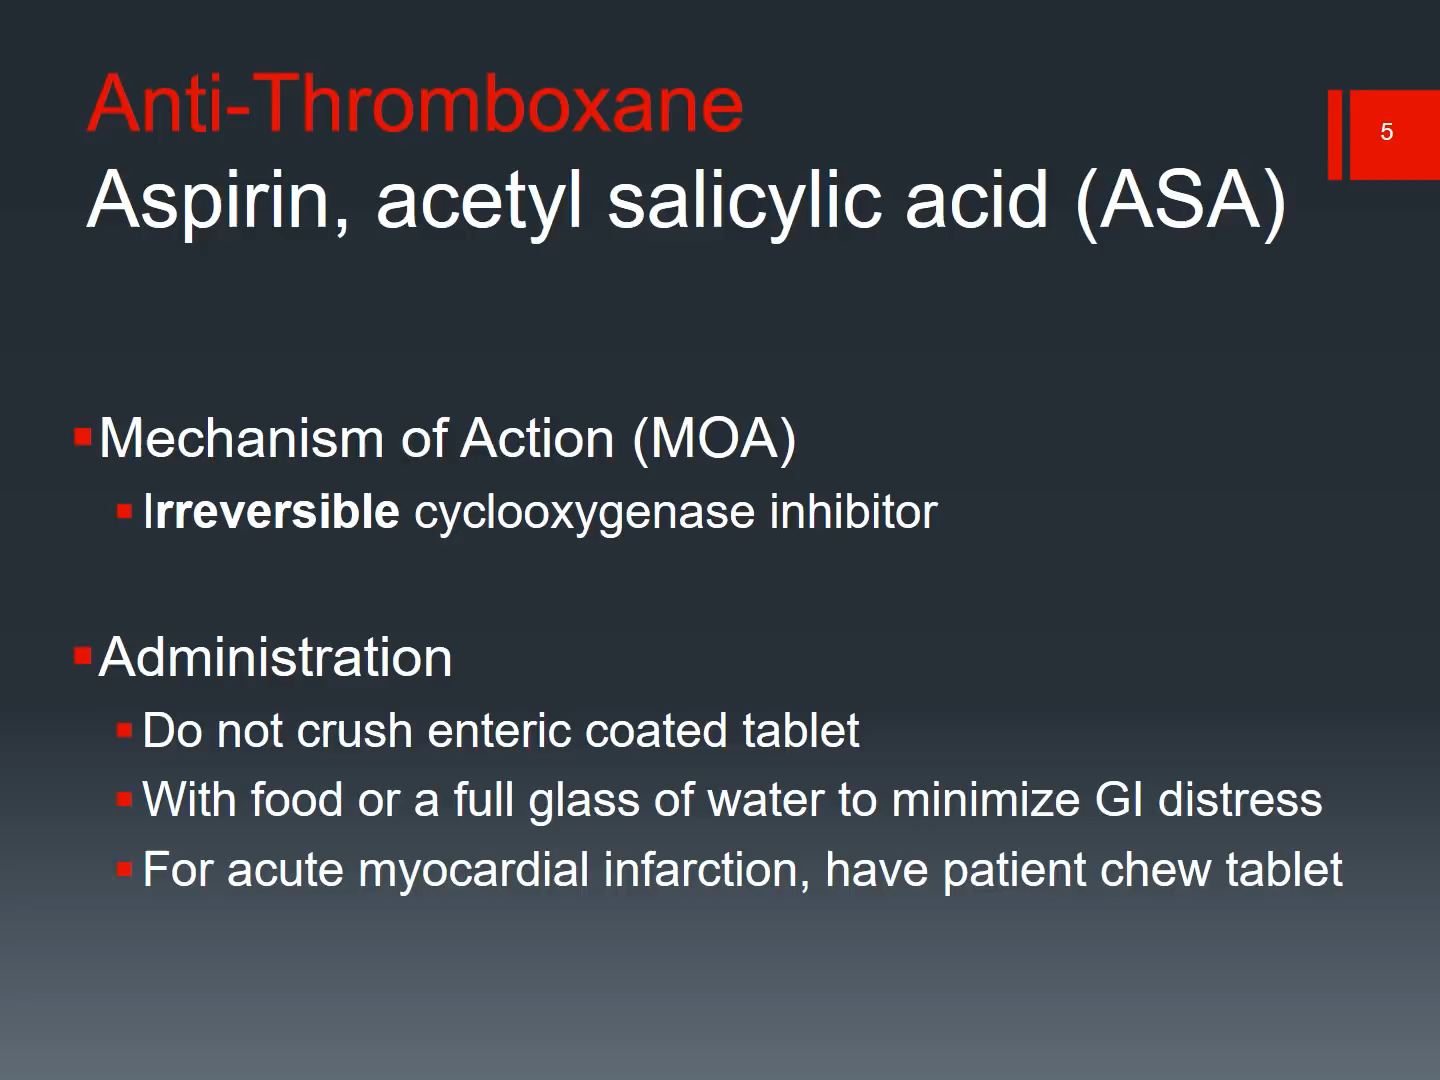 Anti-Thromboxane
5
Aspirin, acetyl salicylic acid (ASA)
Mechanism of Action (MOA)
Irreversible cyclooxygenase inhibitor
Administration
Do not crush enteric coated tablet
With food or a full glass of water to minimize GI distress
For acute myocardial infarction, have patient chew tablet